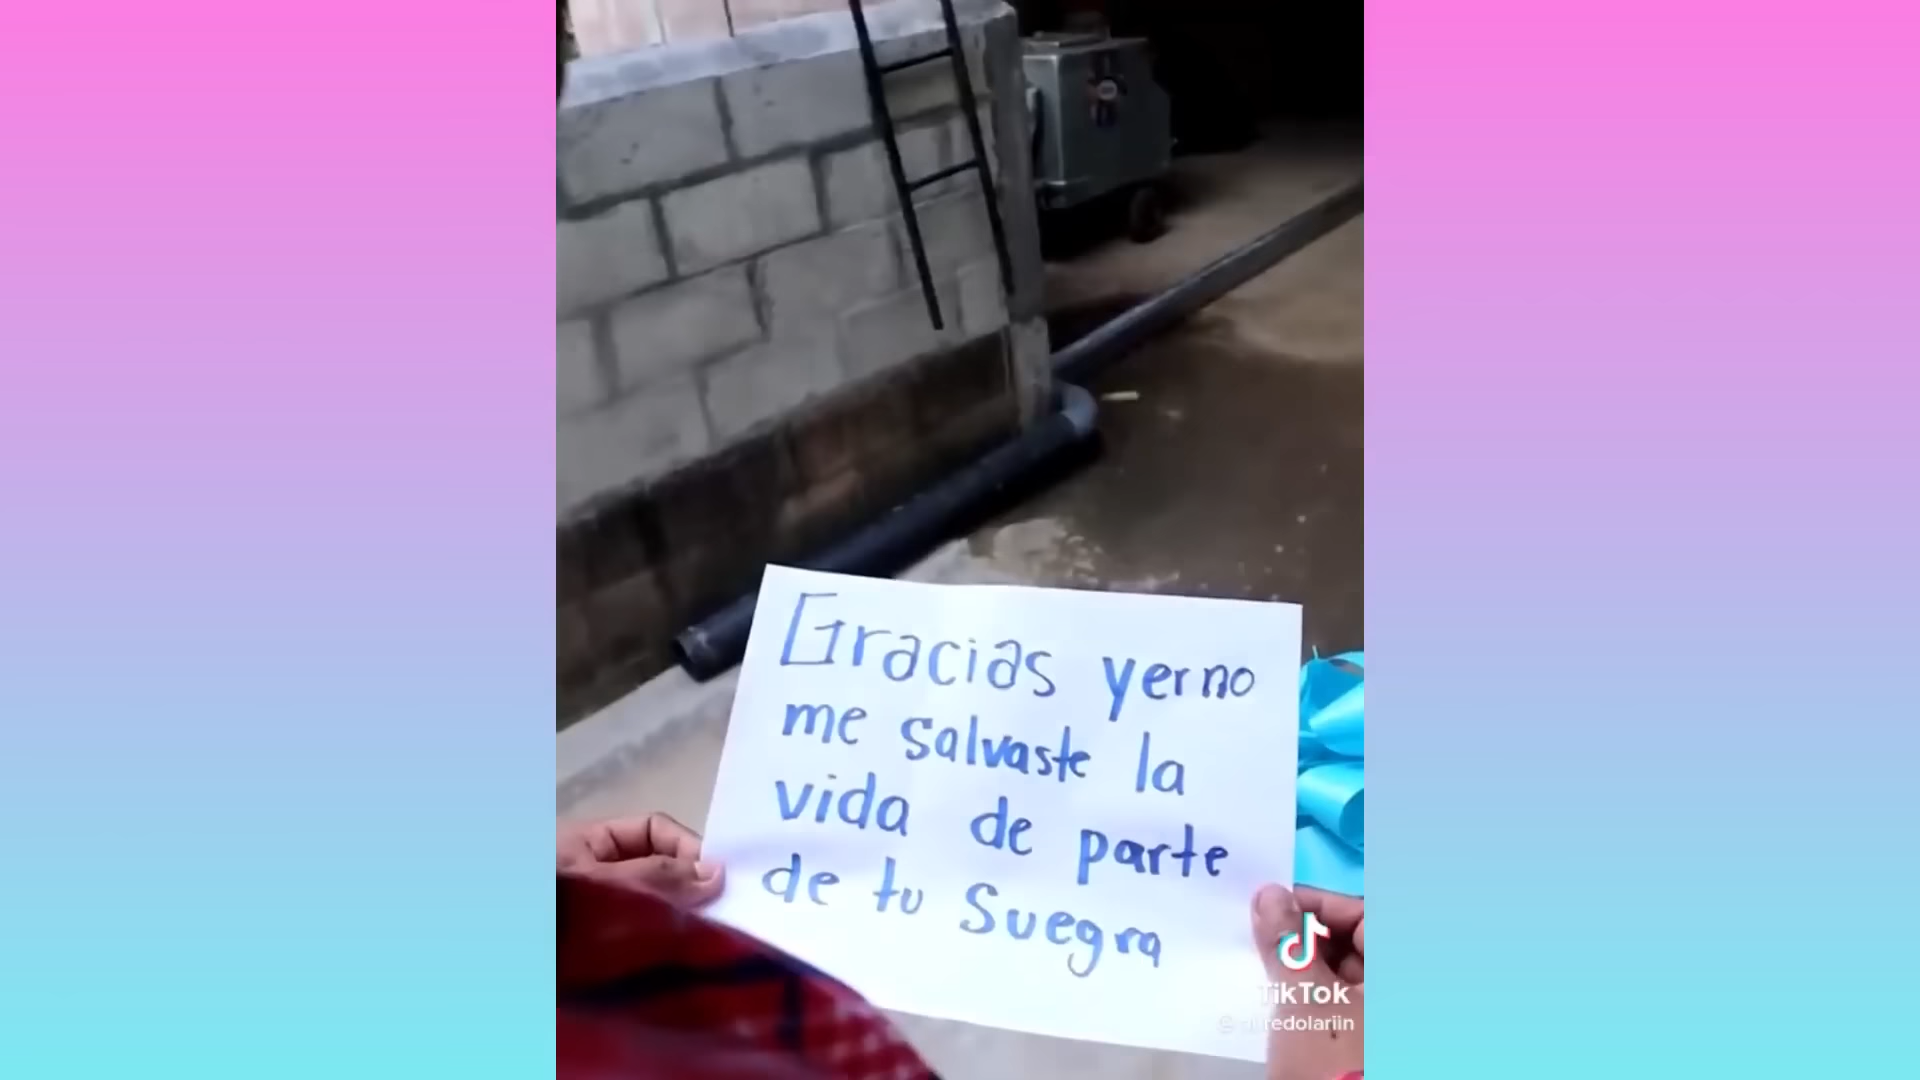 Gracias yerno
me salvaste la
vida de parte
de tu Suegra
TikTok